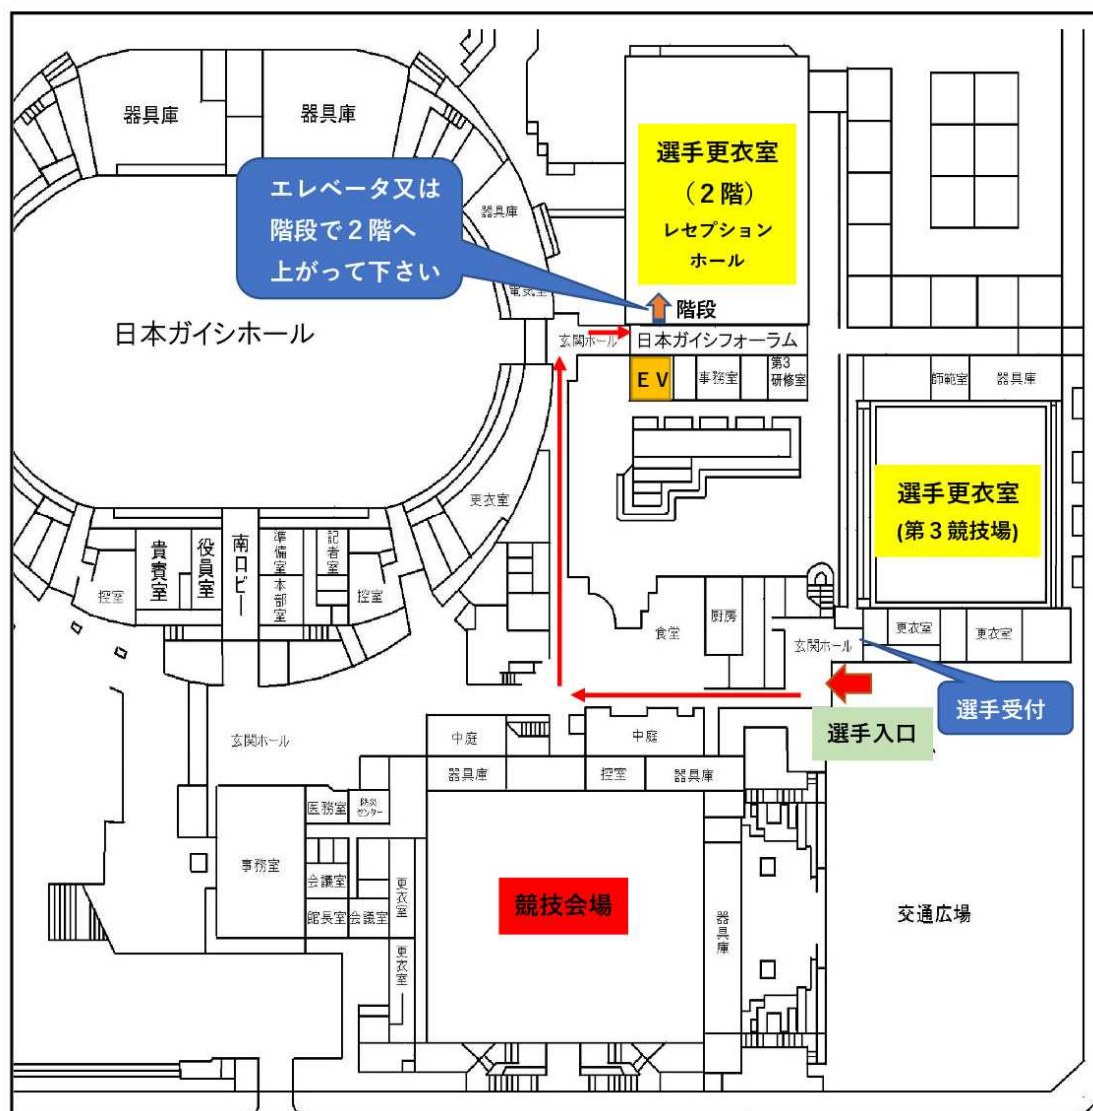 器具庫
器具庫
選手更衣室
（２階）
レセプション
ホール
エレベータ又は
階段で２階へ
上がって下さい
器具庫
電気室
階段
日本ガイシホール
玄関ホール
日本ガイシフォーラム
ＥＶ
事務室
第3
研修室
師範室
器具庫
選手更衣室
(第３競技場)
更衣室
控室
貴賓室
役員室
南ロビー
準備室
本部室
記者室
控室
食堂
厨房
玄関ホール
更衣室
更衣室
選手受付
選手入口
玄関ホール
中庭
中庭
器具庫
控室
器具庫
医務室
防災
センター
事務室
会議室
館長室
会議室
更衣室
更衣室
競技会場
器具庫
交通広場